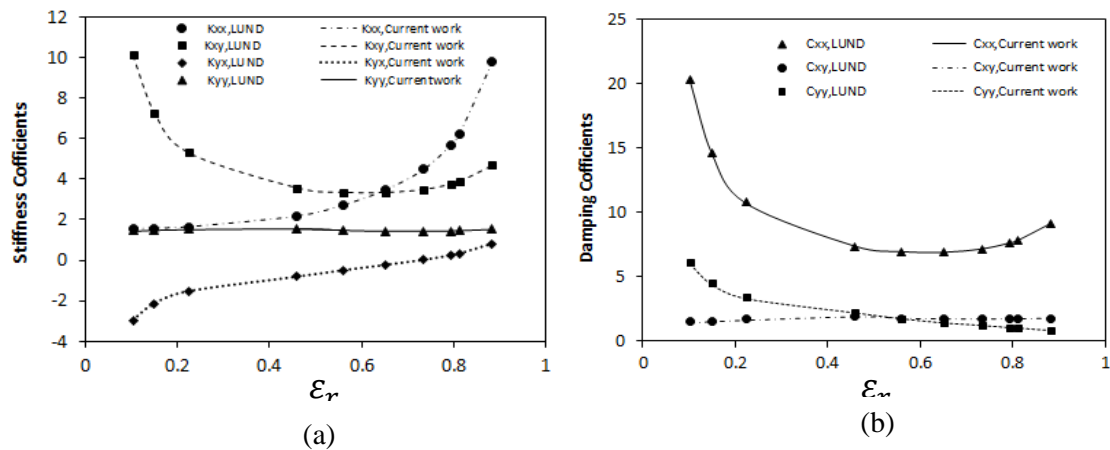 12
10
8
6
4
2
0
-2
-4
Stiffness Cofficients
Kxx,LUND
Kxx,Current work
Kxy,LUND
Kxy,Current work
Kyx,LUND
Kyx,Current work
Kyy,LUND
Kyy,Currentwork
0 0.2 0.4 0.6 0.8 1
εr
(a)
25
20
15
10
5
0
Damping Cofficients
Cxx,LUND
Cxx,Current work
Cxy,LUND
Cxy,Current work
Cyy,LUND
Cyy,Current work
0 0.2 0.4 0.6 0.8 1
εr
(b)